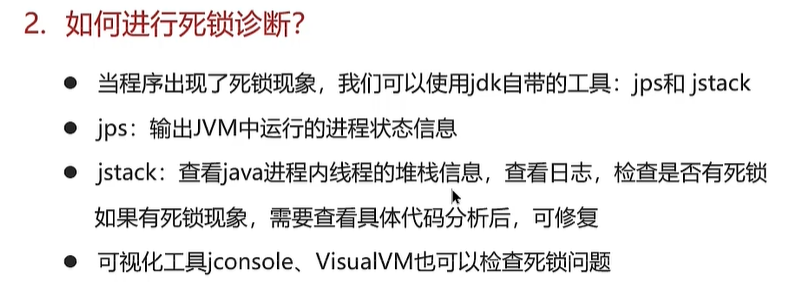 2. 如何进行死锁诊断?
● 当程序出现了死锁现象，我们可以使用jdk自带的工具：jps和 jstack
● jps：输出JVM中运行的进程状态信息
● jstack：查看java进程内线程的堆栈信息，查看日志，检查是否有死锁
如果有死锁现象，需要查看具体代码分析后，可修复
● 可视化工具jconsole、VisualVM也可以检查死锁问题